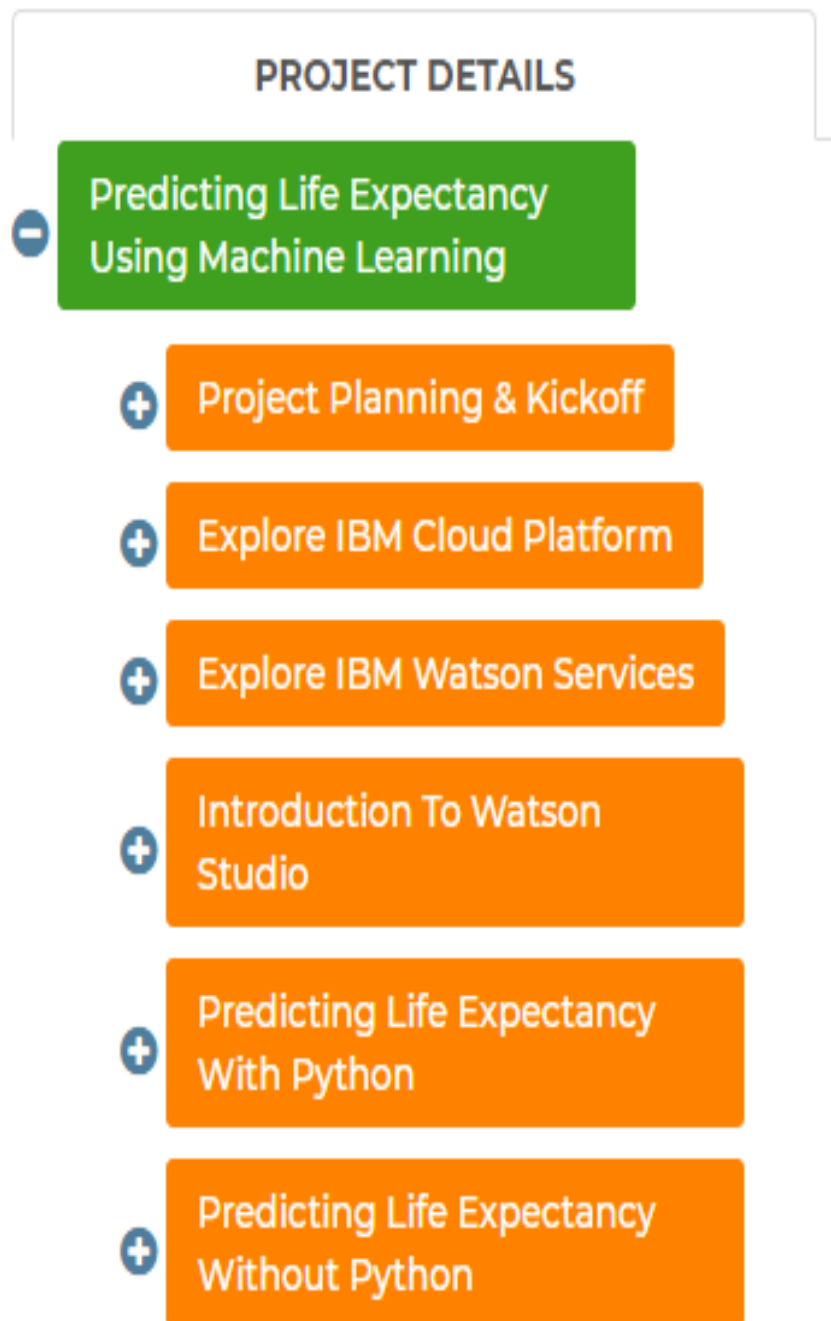 PROJECT DETAILS
Predicting Life Expectancy
Using Machine Learning
Project Planning & Kickoff
Explore IBM Cloud Platform
Explore IBM Watson Services
Introduction To Watson
Studio
Predicting Life Expectancy
With Python
Predicting Life Expectancy
Without Python